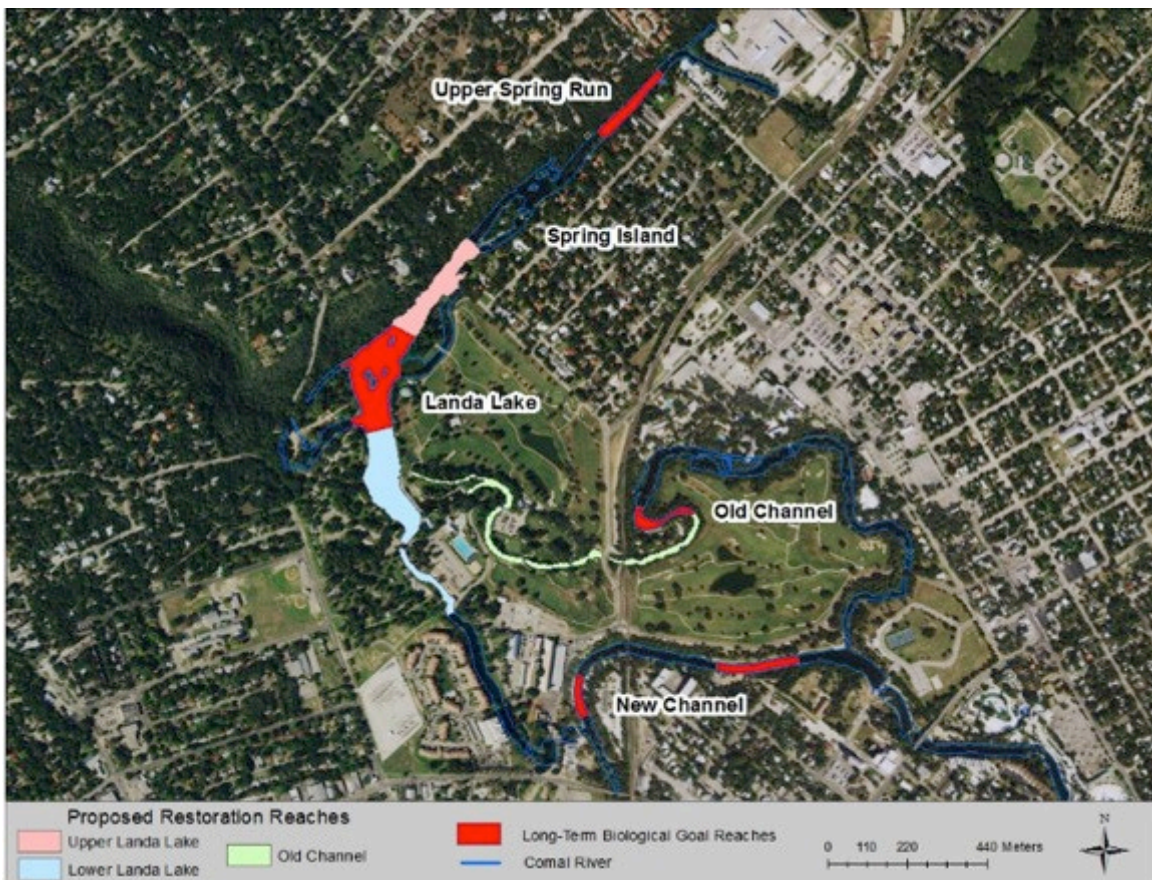 Upper Spring Run
Spring Island
Landa Lake
Old Channel
New Channel
Proposed Restoration Reaches
Upper Landa Lake
Lower Landa Lake
Old Channel
Long-Term Biological Goal Reaches
Comal River
N
0 110 220 440 Meters